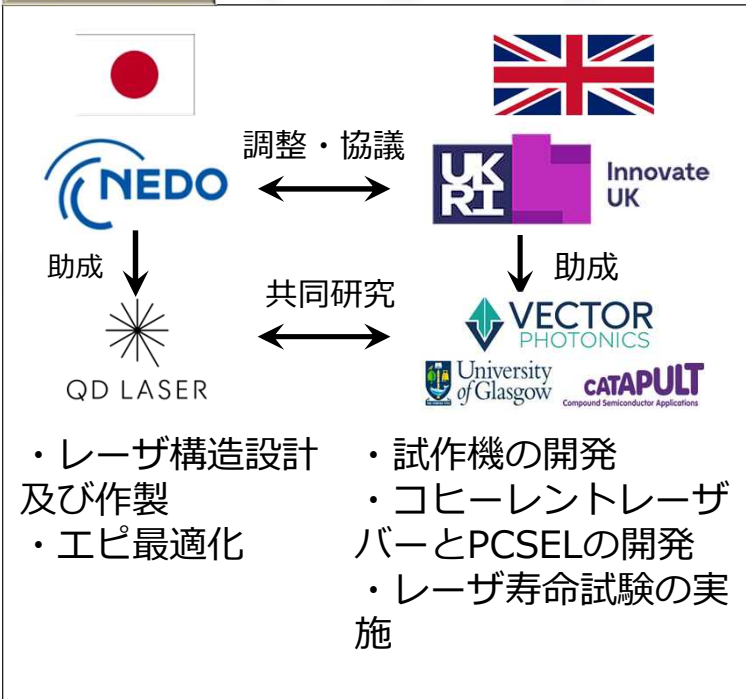 調整・協議
NEDO
UK
RI
Innovate
UK
助成
助成
共同研究
QD LASER
VECTOR
PHOTONICS
University
of Glasgow
CATAPULT
Compound Semiconductor Applications
・レーザ構造設計
及び作製
・エピ最適化
・試作機の開発
・コヒーレントレーザ
バーとPCSELの開発
・レーザ寿命試験の実
施